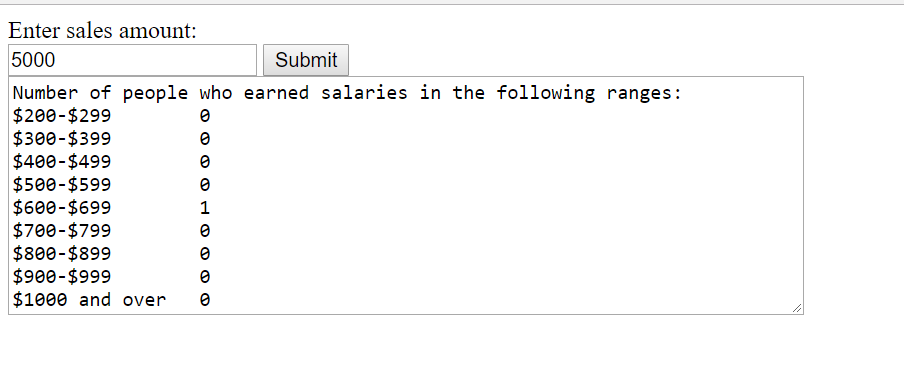 Enter sales amount:
5000 Submit
Number of people who earned salaries in the following ranges:
$200-$299 0
$300-$399 0
$400-$499 0
$500-$599 0
$600-$699 1
$700-$799 0
$800-$899 0
$900-$999 0
$1000 and over 0